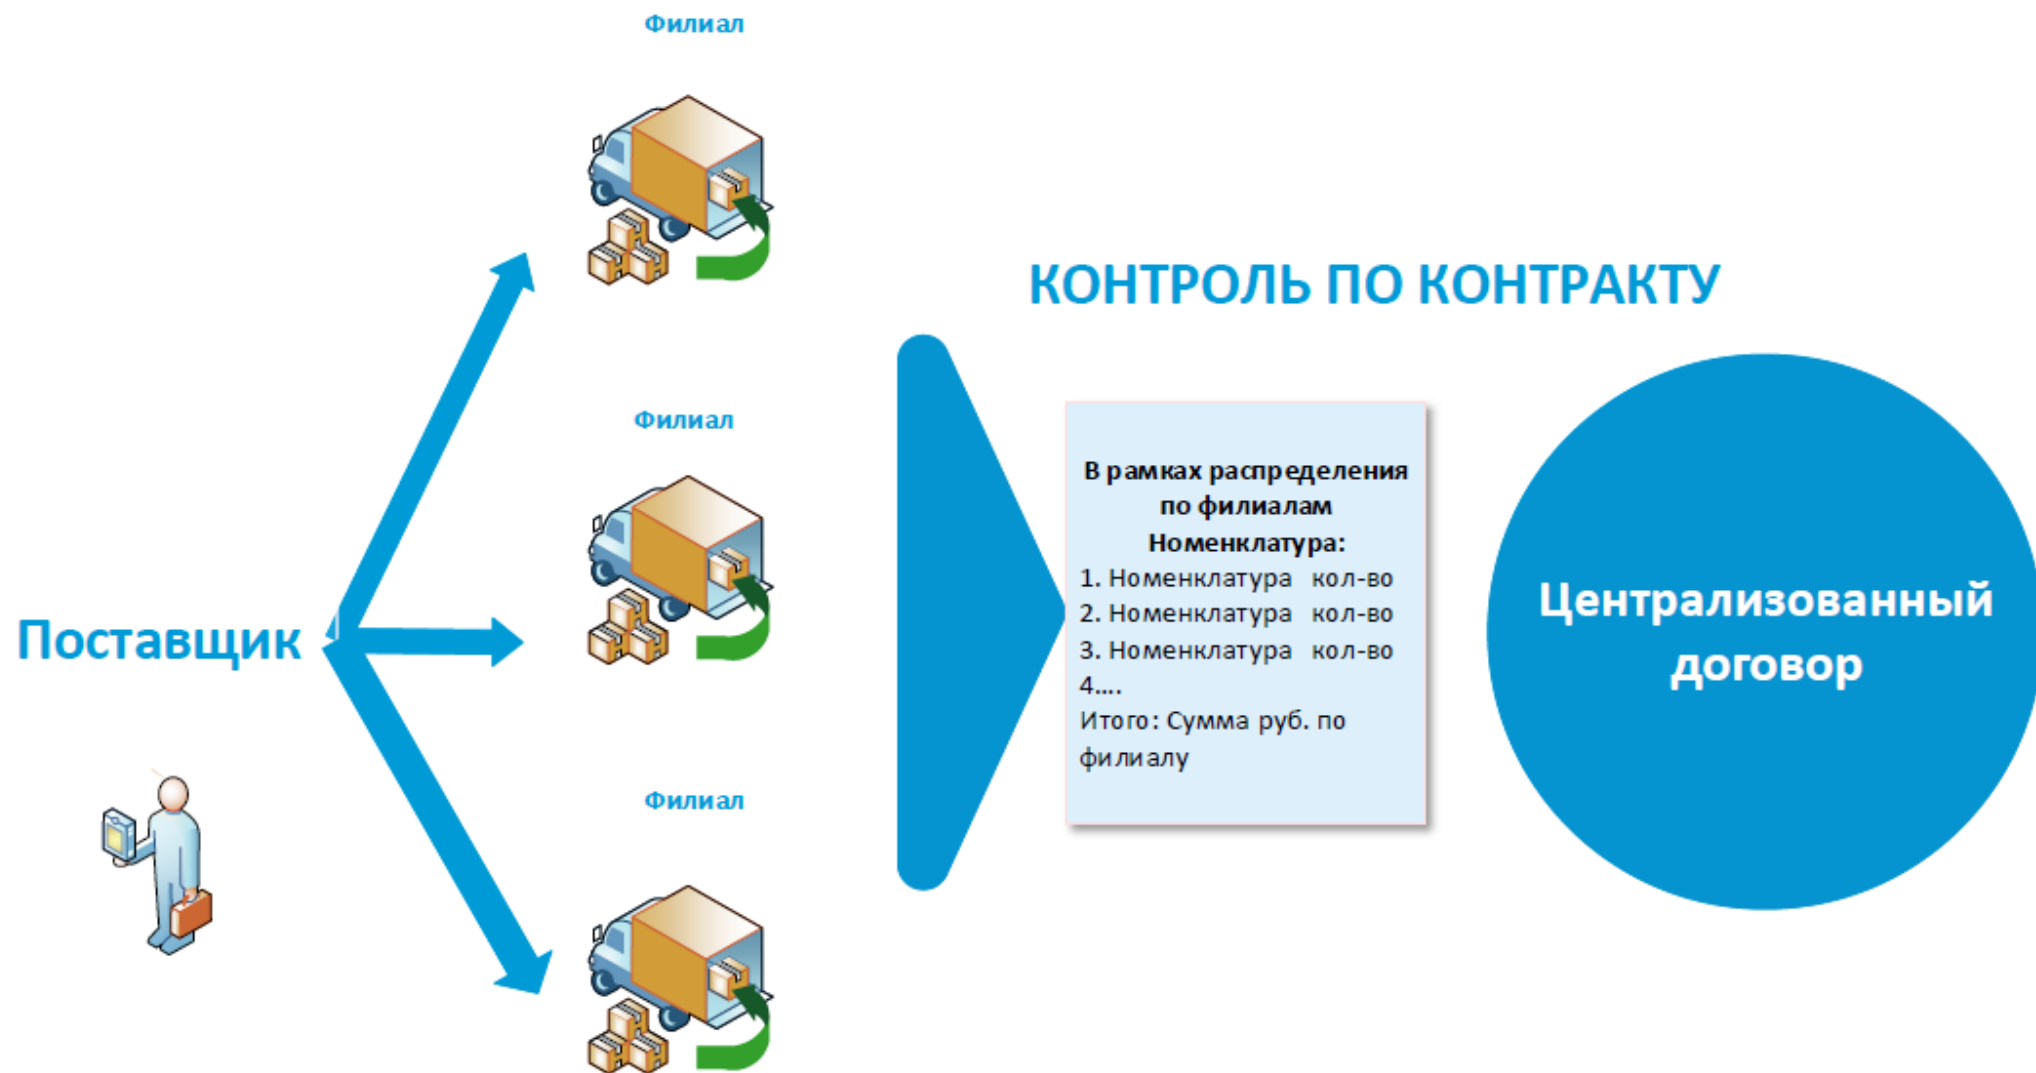 Филиал
КОНТРОЛЬ ПО КОНТРАКТУ
Филиал
В рамках распределения
по филиалам
Номенклатура:
1. Номенклатура кол-во
2. Номенклатура кол-во
3. Номенклатура кол-во
4....
Итого: Сумма руб. по
филиалу
Централизованный
договор
Поставщик
Филиал